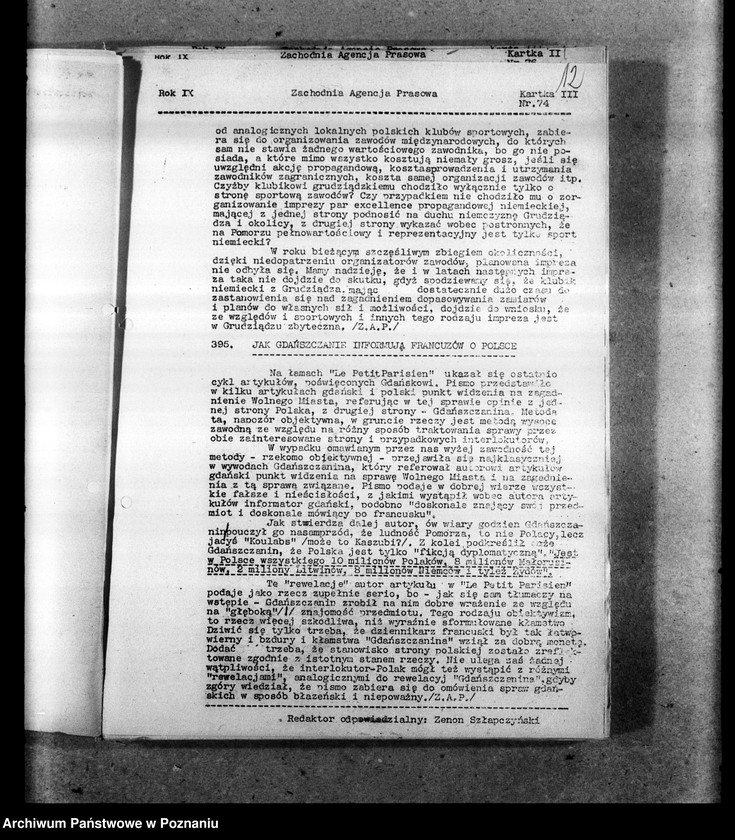 Rok IX
Zachodnia Agencja Prasowa
Kartka II
12
Rok IX
Zachodnia Agencja Prasowa
Kartka III
Nr.74
od analogicznych lokalnych polskich klubów sportowych, zabie-
ra się do organizowania zawodów międzynarodowych, do których
sam nie stawia żadnego wartościowego zawodnika, bo go nie po-
siada, a które mimo wszystko kosztują niemały grosz, jeśli się
uwzględni akcję propagandową, kosztasprowadzenia i utrzymania
zawodników zagranicznych, koszta samej organizacji zawodów itp.
Czyżby klubikowi grudziądzkiemu chodziło wyłącznie tylko o
stronę sportową zawodów? Czy przypadkiem nie chodziło mu o zor-
ganizowanie imprezy par excellence propagandowej niemieckiej,
mającej z jednej strony podnosić na duchu niemczyznę Grudzią-
dza i okolicy, z drugiej strony wykazać wobec postronnych, że
na Pomorzu pełnowartościowy i reprezentacyjny jest tylko sport
niemiecki?
W roku bieżącym szczęśliwym zbiegiem okoliczności,
dzięki niedopatrzeniu organizatorów zawodów, planowana impreza
nie odbyła się. Mamy nadzieję, że i w latach następnych impre-
za taka nie dojdzie do skutku, gdyż spodziewamy się, że klubik
niemiecki z Grudziądza, mając dostatecznie dużo czasu do
zastanowienia się nad zagadnieniem dopasowywania zamiarów
i planów do własnych sił i możliwości, dojdzie do wniosku, że
ze względów i sportowych i innych tego rodzaju impreza jest
w Grudziądzu zbyteczna. /Z.A.P./
395. JAK GDAŃSZCZANIE INFORMUJĄ FRANCUZÓW O POLSCE
Na łamach "Le PetitParisien" ukazał się ostatnio
cykl artykułów, poświęconych Gdańskowi. Pismo przedstawiło
w kilku artykułach gdański i polski punkt widzenia na zagad-
nienie Wolnego Miasta, referując w tej sprawie opinie z jed-
nej strony Polaka, z drugiej strony - Gdańszczanina. Metoda
ta, napozór objektywna, w gruncie rzeczy jest metodą wysoce
zawodną ze względu na różny sposób traktowania sprawy przez
obie zainteresowane strony i przypadkowych interlokutorów.
W wypadku omawianym przez nas wyżej zawodność tej
metody - rzekomo objektywnej - przejawiła się najklasyczniej
w wywodach Gdańszczanina, który referował autorowi artykułów
gdański punkt widzenia na sprawę Wolnego Miasta i na zagadnie-
nia z tą sprawą związane. Pismo podaje w dobrej wierze wszyst-
kie fałsze i nieścisłości, z jakimi wystąpił wobec autora arty-
kułów informator gdański, podobno "doskonale znający swój przed-
miot i doskonale mówiący po francusku".
Jak stwierdza dalej autor, ów wiary godzien Gdańszcza-
nin pouczył go nasamprzód, że ludność Pomorza, to nie Polacy, lecz
jacyś "Koulabs" /może to Kaszubi?/. Z kolei podkreślił
Gdańszczanin, że Polska jest tylko "fikcją dyplomatyczną". "Jest
w Polsce wszystkiego 10 milionów Polaków, 8 milionów Małorusi-
nów, 2 miliony Litwinów, 8 milionów Niemców i tyleż Żydów".
Te "rewelacje" autor artykułu w "Le Petit Parisien"
podaje jako rzecz zupełnie serio, bo - jak się sam tłumaczy na
wstępie - Gdańszczanin zrobił na nim dobre wrażenie ze względu
na "głęboką"/!/ znajomość przedmiotu. Tego rodzaju objektywizm,
to rzecz więcej szkodliwa, niż wyraźnie sformułowane kłamstwo
Dziwić się tylko trzeba, że dziennikarz francuski był tak łatwo-
wierny i bzdury i kłamstwa "Gdańszczanina" wziął za dobrą monetę.
Dodać trzeba, że stanowisko strony polskiej zostało zrefe-
towane zgodnie z istotnym stanem rzeczy. Nie ulega zaś żadnej
wątpliwości, że interlokutor-Polak mógł też wystąpić z różnymi
"rewelacjami", analogicznymi do rewelacyj "Gdańszczanina", gdyby
zgóry wiedział, że pismo zabiera się do omówienia spraw gdań-
skich w sposób błazeński i niepoważny./Z.A.P./
Redaktor odpowiedzialny: Zenon Szłapczyński
Archiwum Państwowe w Poznaniu